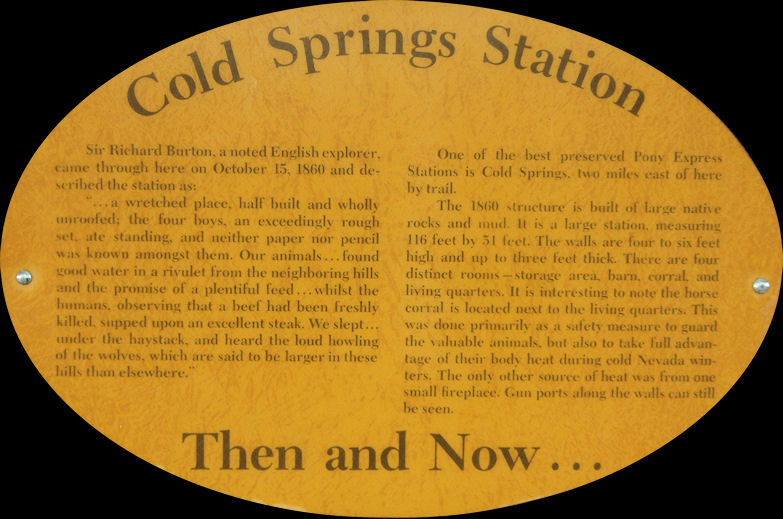 Cold Springs Station
Sir Richard Burton, a noted English explorer,
came through here on October 15, 1860 and de-
scribed the station as:
"...a wretched place, half built and wholly
unroofed; the four boys, an exceedingly rough
set, ate standing, and neither paper nor pencil
was known amongst them. Our animals...found
good water in a rivulet from the neighboring hills
and the promise of a plentiful feed...whilst the
humans, observing that a beef had been freshly
killed, supped upon an excellent steak. We slept...
under the haystack, and heard the loud howling
of the wolves, which are said to be larger in these
hills than elsewhere."
One of the best preserved Pony Express
Stations is Cold Springs, two miles east of here
by trail.
The 1860 structure is built of large native
rocks and mud. It is a large station, measuring
116 feet by 51 feet. The walls are four to six feet
high and up to three feet thick. There are four
distinct rooms—storage area, barn, corral, and
living quarters. It is interesting to note the horse
corral is located next to the living quarters. This
was done primarily as a safety measure to guard
the valuable animals, but also to take full advan-
tage of their body heat during cold Nevada win-
ters. The only other source of heat was from one
small fireplace. Gun ports along the walls can still
be seen.
Then and Now...